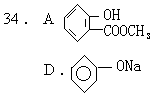 34. A
OH
COOCH₃
D.
ONa